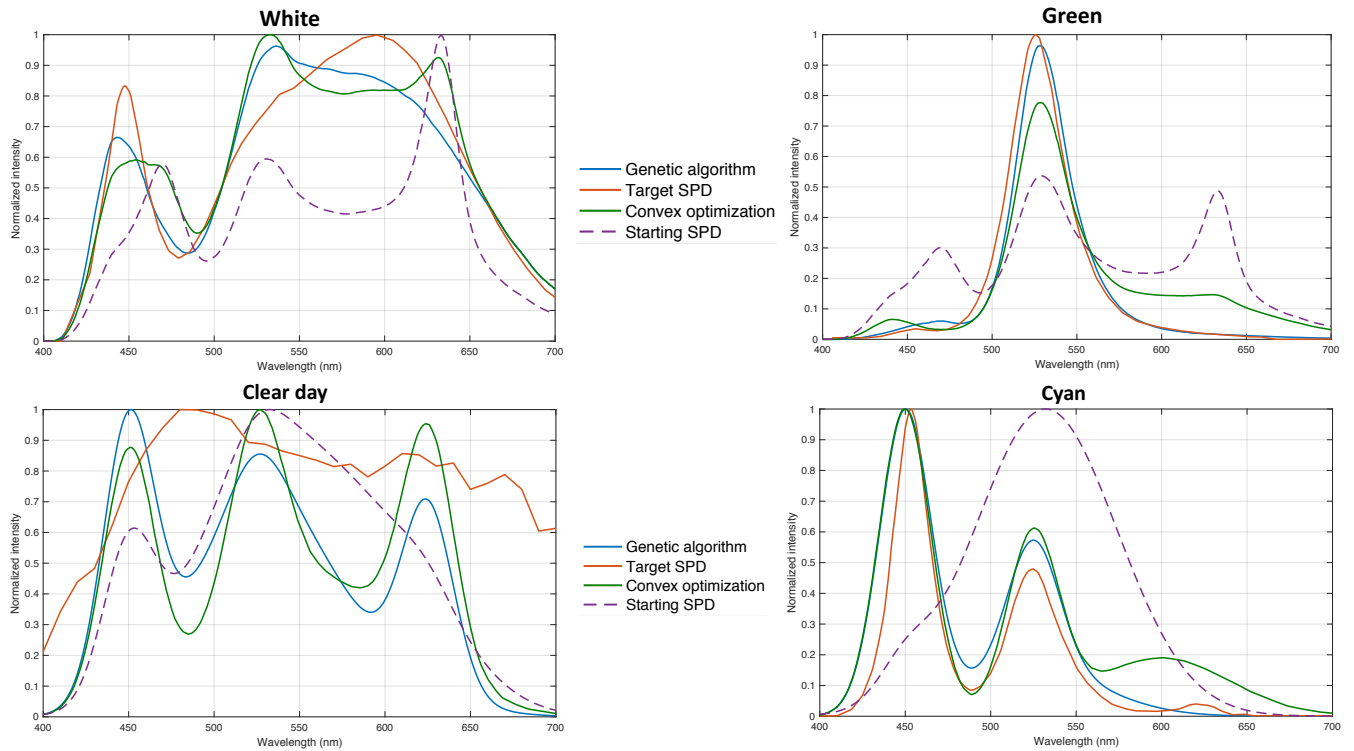 White
Normalized intensity
1
0.9
0.8
0.7
0.6
0.5
0.4
0.3
0.2
0.1
0
400 450 500 550 600 650 700
Wavelength (nm)
Genetic algorithm
Target SPD
Convex optimization
Starting SPD
Green
Normalized intensity
1
0.9
0.8
0.7
0.6
0.5
0.4
0.3
0.2
0.1
0
400 450 500 550 600 650 700
Wavelength (nm)
Clear day
Normalized intensity
1
0.9
0.8
0.7
0.6
0.5
0.4
0.3
0.2
0.1
0
400 450 500 550 600 650 700
Wavelength (nm)
Genetic algorithm
Target SPD
Convex optimization
Starting SPD
Cyan
Normalized intensity
1
0.9
0.8
0.7
0.6
0.5
0.4
0.3
0.2
0.1
0
400 450 500 550 600 650 700
Wavelength (nm)